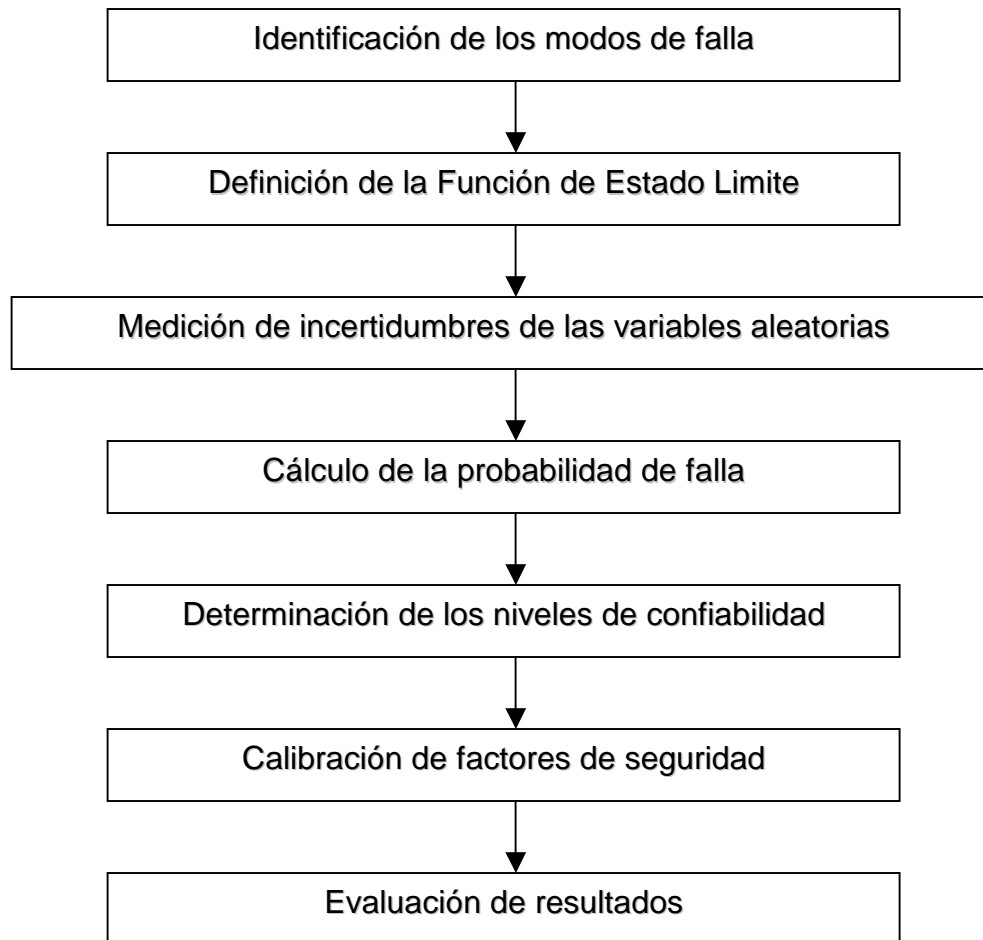 Identificación de los modos de falla
Definición de la Función de Estado Limite
Medición de incertidumbres de las variables aleatorias
Cálculo de la probabilidad de falla
Determinación de los niveles de confiabilidad
Calibración de factores de seguridad
Evaluación de resultados